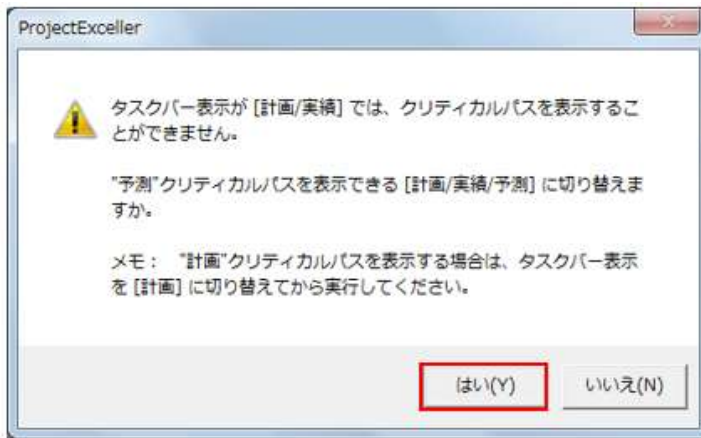 ProjectExceller
タスクバー表示が [計画/実績] では、クリティカルパスを表示するこ
とができません。
"予測"クリティカルパスを表示できる [計画/実績/予測] に切り替えま
すか。
メモ： "計画"クリティカルパスを表示する場合は、タスクバー表示
を [計画] に切り替えてから実行してください。
はい(Y) いいえ(N)